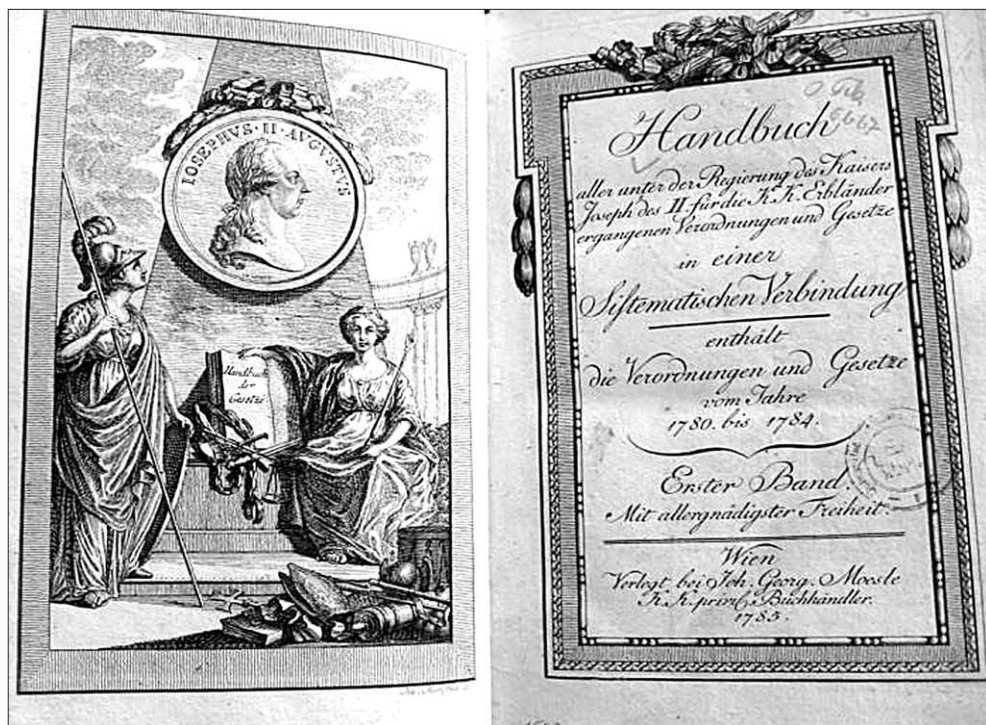 IOSEPHVS·II·AVGVSTVS
Handbuch
der
Gesetze
Handbuch
aller unter der Regierung des Kaisers
Joseph des II. für die K.K. Erbländer
ergangenen Verordnungen und Gesetze
in einer
Sistematischen Verbindung
enthält
die Verordnungen und Gesetze
vom Jahre
1780. bis 1784.
Erster Band.
Mit allergnädigster Freiheit.
Wien
Verlegt bei Joh. Georg. Moesle
K.K. privil. Buchhändler.
1785.